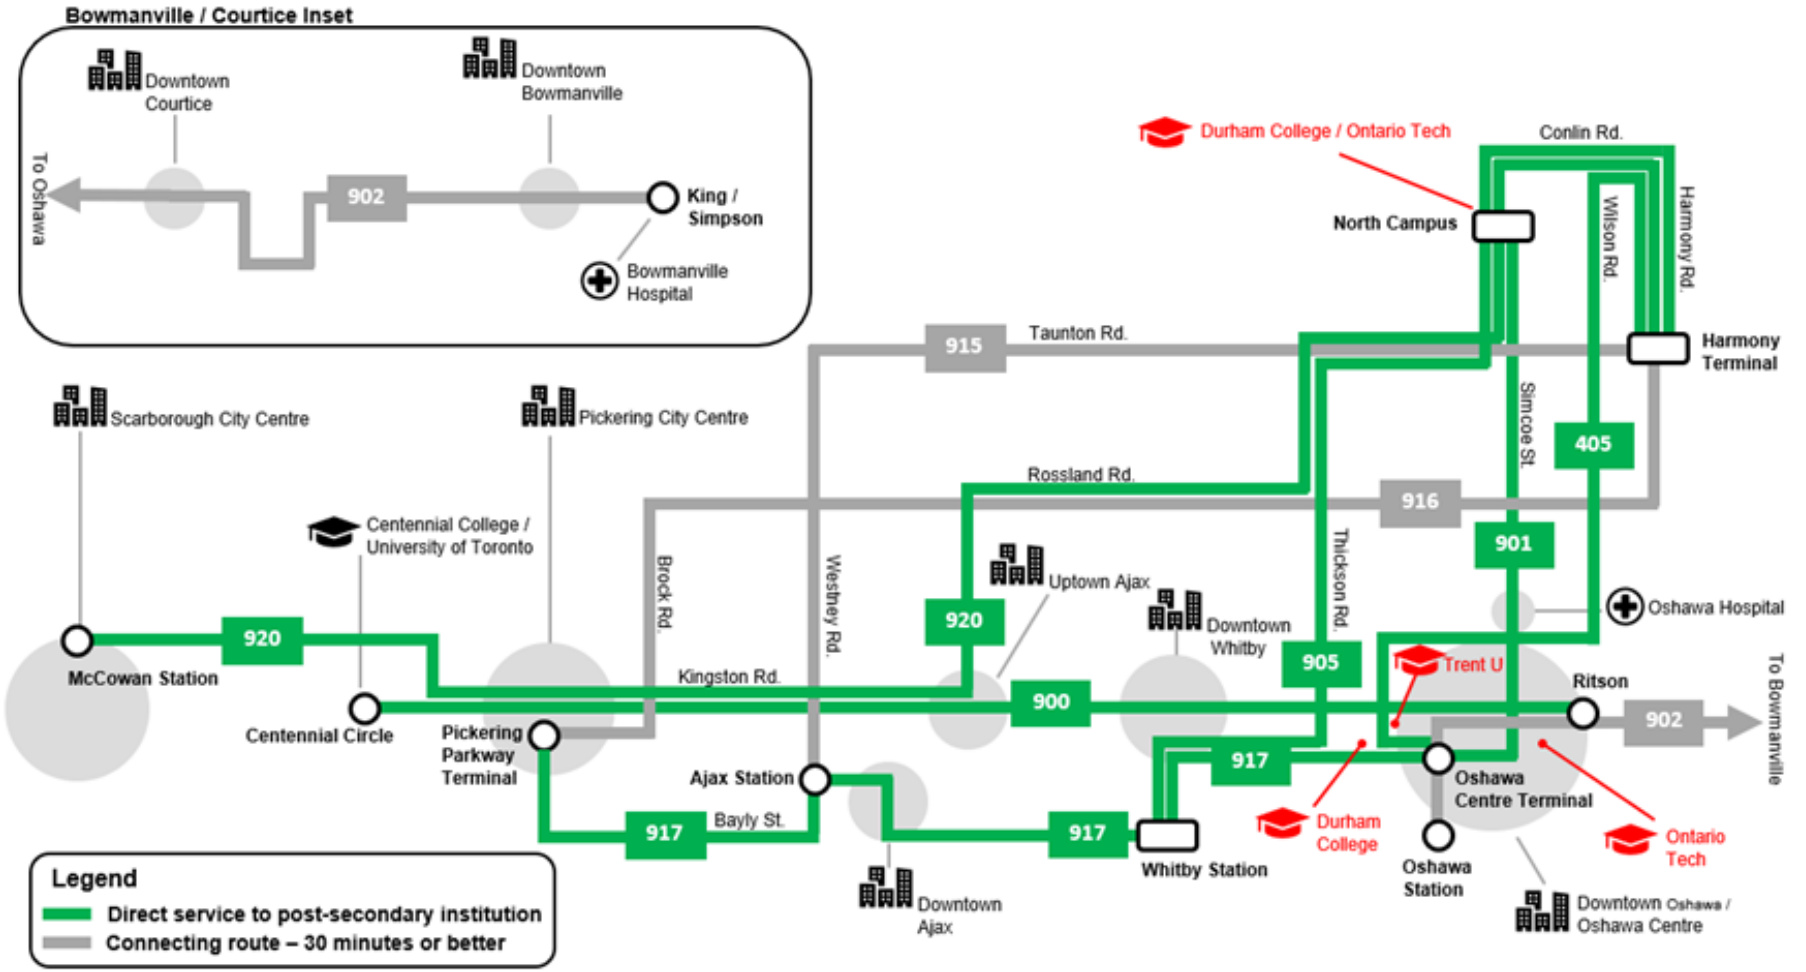 Bowmanville / Courtice Inset
Downtown
Courtice
Downtown
Bowmanville
To Oshawa
902
King /
Simpson
Bowmanville
Hospital
Durham College / Ontario Tech
Conlin Rd.
North Campus
Wilson Rd.
Harmony Rd.
915
Taunton Rd.
Harmony
Terminal
Scarborough City Centre
Pickering City Centre
Simcoe St.
405
Rossland Rd.
916
Centennial College /
University of Toronto
901
Brock Rd.
Westney Rd.
Uptown Ajax
Thickson Rd.
Oshawa Hospital
920
920
Downtown
Whitby
905
Trent U
McCowan Station
Kingston Rd.
900
Ritson
902
To Bowmanville
Centennial Circle
Pickering
Parkway
Terminal
917
Ajax Station
Oshawa
Centre Terminal
917
Bayly St.
917
Durham
College
Ontario
Tech
Whitby Station
Oshawa
Station
Downtown
Ajax
Downtown Oshawa /
Oshawa Centre
Legend
Direct service to post-secondary institution
Connecting route – 30 minutes or better